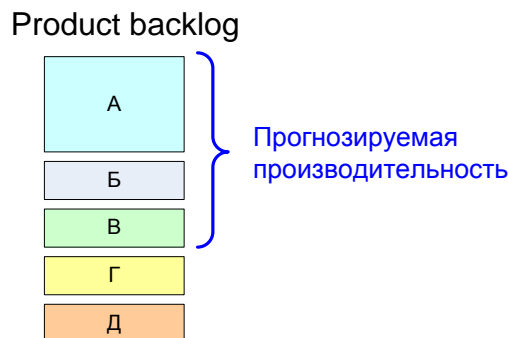 Product backlog
А
Б
В
Г
Д
Прогнозируемая
производительность